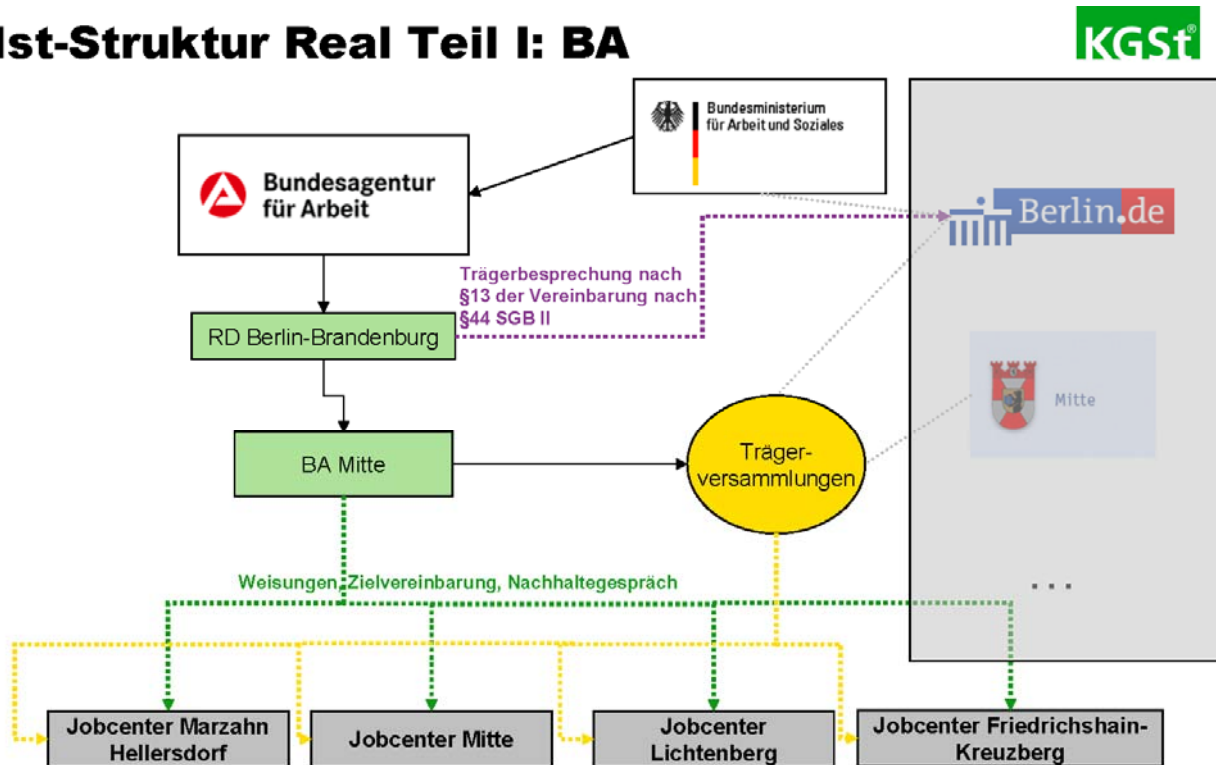 Ist-Struktur Real Teil I: BA
KGSt®
Bundesministerium
für Arbeit und Soziales
Bundesagentur
für Arbeit
Berlin.de
Trägerbesprechung nach
§13 der Vereinbarung nach
§44 SGB II
RD Berlin-Brandenburg
Mitte
BA Mitte
Träger-
versammlungen
Weisungen, Zielvereinbarung, Nachhaltegespräch
...
Jobcenter Marzahn
Hellersdorf
Jobcenter Mitte
Jobcenter
Lichtenberg
Jobcenter Friedrichshain-
Kreuzberg